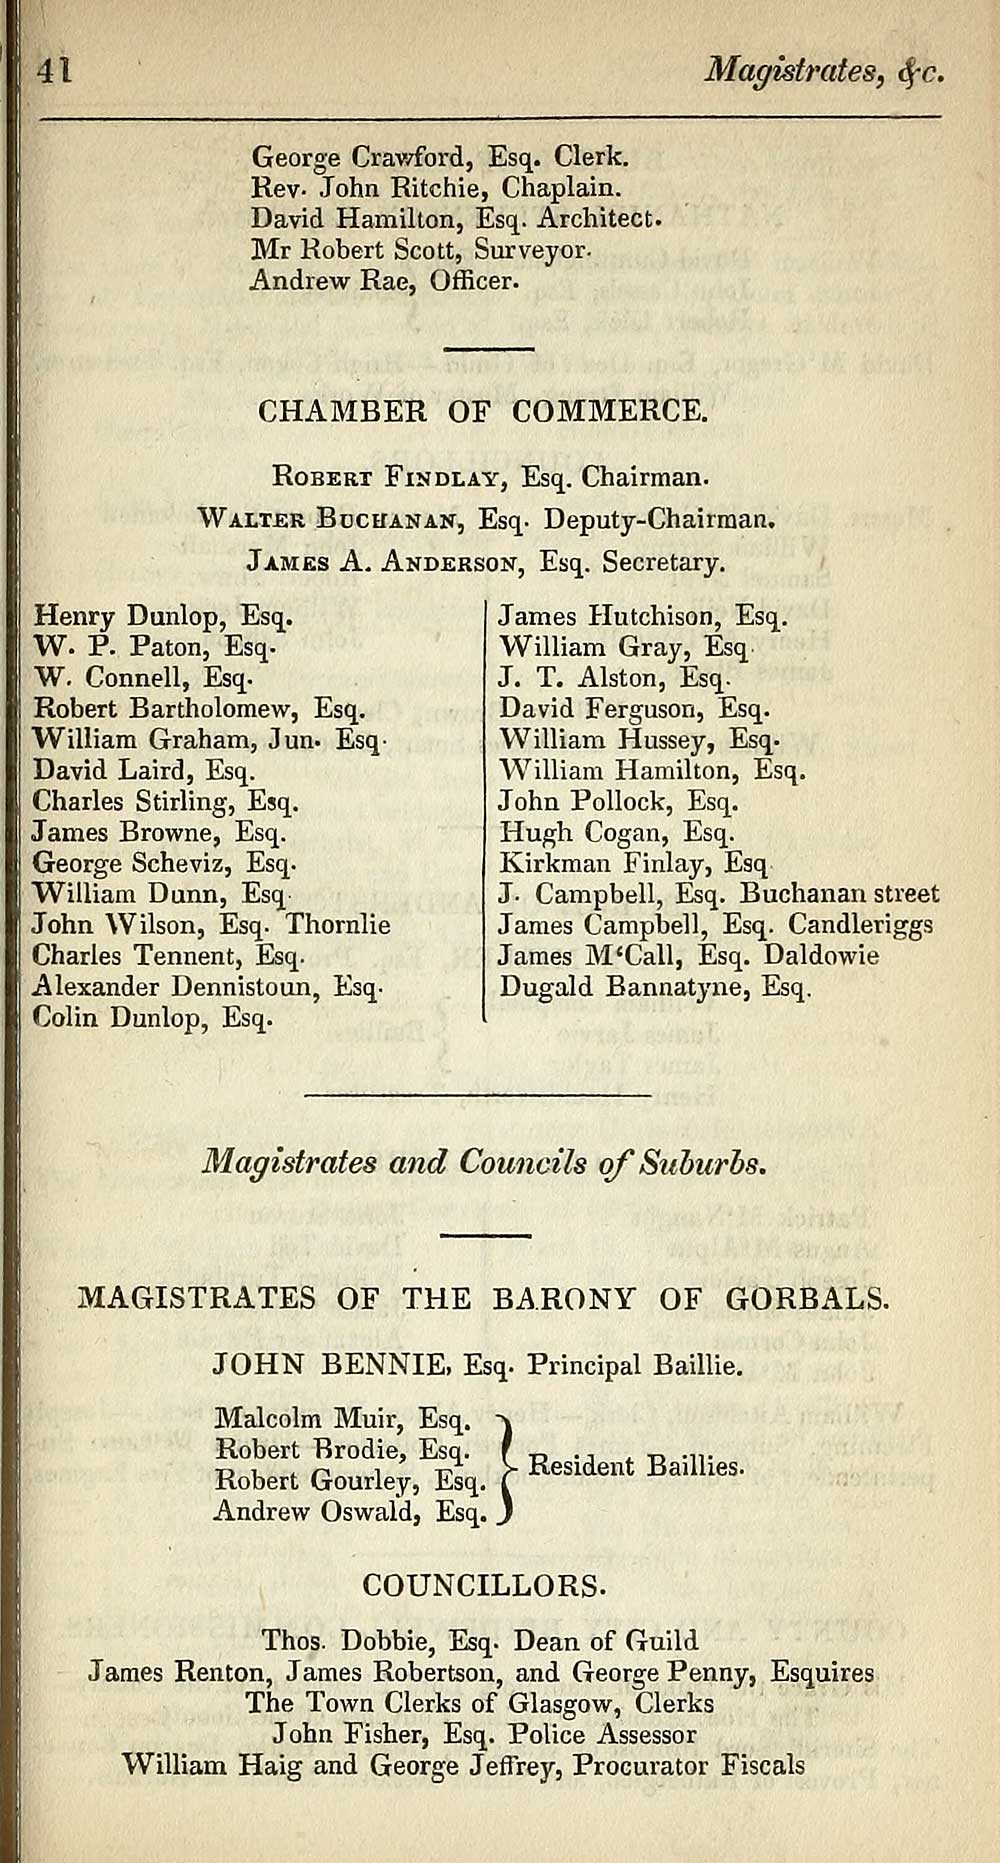 41 Magistrates, &c.
George Crawford, Esq. Clerk.
Rev. John Ritchie, Chaplain.
David Hamilton, Esq. Architect.
Mr Robert Scott, Surveyor.
Andrew Rae, Officer.
CHAMBER OF COMMERCE.
ROBERT FINDLAY, Esq. Chairman.
WALTER BUCHANAN, Esq. Deputy-Chairman.
JAMES A. ANDERSON, Esq. Secretary.
Henry Dunlop, Esq.
W. P. Paton, Esq.
W. Connell, Esq.
Robert Bartholomew, Esq.
William Graham, Jun. Esq.
David Laird, Esq.
Charles Stirling, Esq.
James Browne, Esq.
George Scheviz, Esq.
William Dunn, Esq.
John Wilson, Esq. Thornlie
Charles Tennent, Esq.
Alexander Dennistoun, Esq.
Colin Dunlop, Esq.
James Hutchison, Esq.
William Gray, Esq.
J. T. Alston, Esq.
David Ferguson, Esq.
William Hussey, Esq.
William Hamilton, Esq.
John Pollock, Esq.
Hugh Cogan, Esq.
Kirkman Finlay, Esq
J. Campbell, Esq. Buchanan street
James Campbell, Esq. Candleriggs
James M'Call, Esq. Daldowie
Dugald Bannatyne, Esq.
Magistrates and Councils of Suburbs.
MAGISTRATES OF THE BARONY OF GORBALS.
JOHN BENNIE, Esq. Principal Baillie.
Malcolm Muir, Esq.
Robert Brodie, Esq.
Robert Gourley, Esq.
Andrew Oswald, Esq.
Resident Baillies.
COUNCILLORS.
Thos. Dobbie, Esq. Dean of Guild
James Renton, James Robertson, and George Penny, Esquires
The Town Clerks of Glasgow, Clerks
John Fisher, Esq. Police Assessor
William Haig and George Jeffrey, Procurator Fiscals